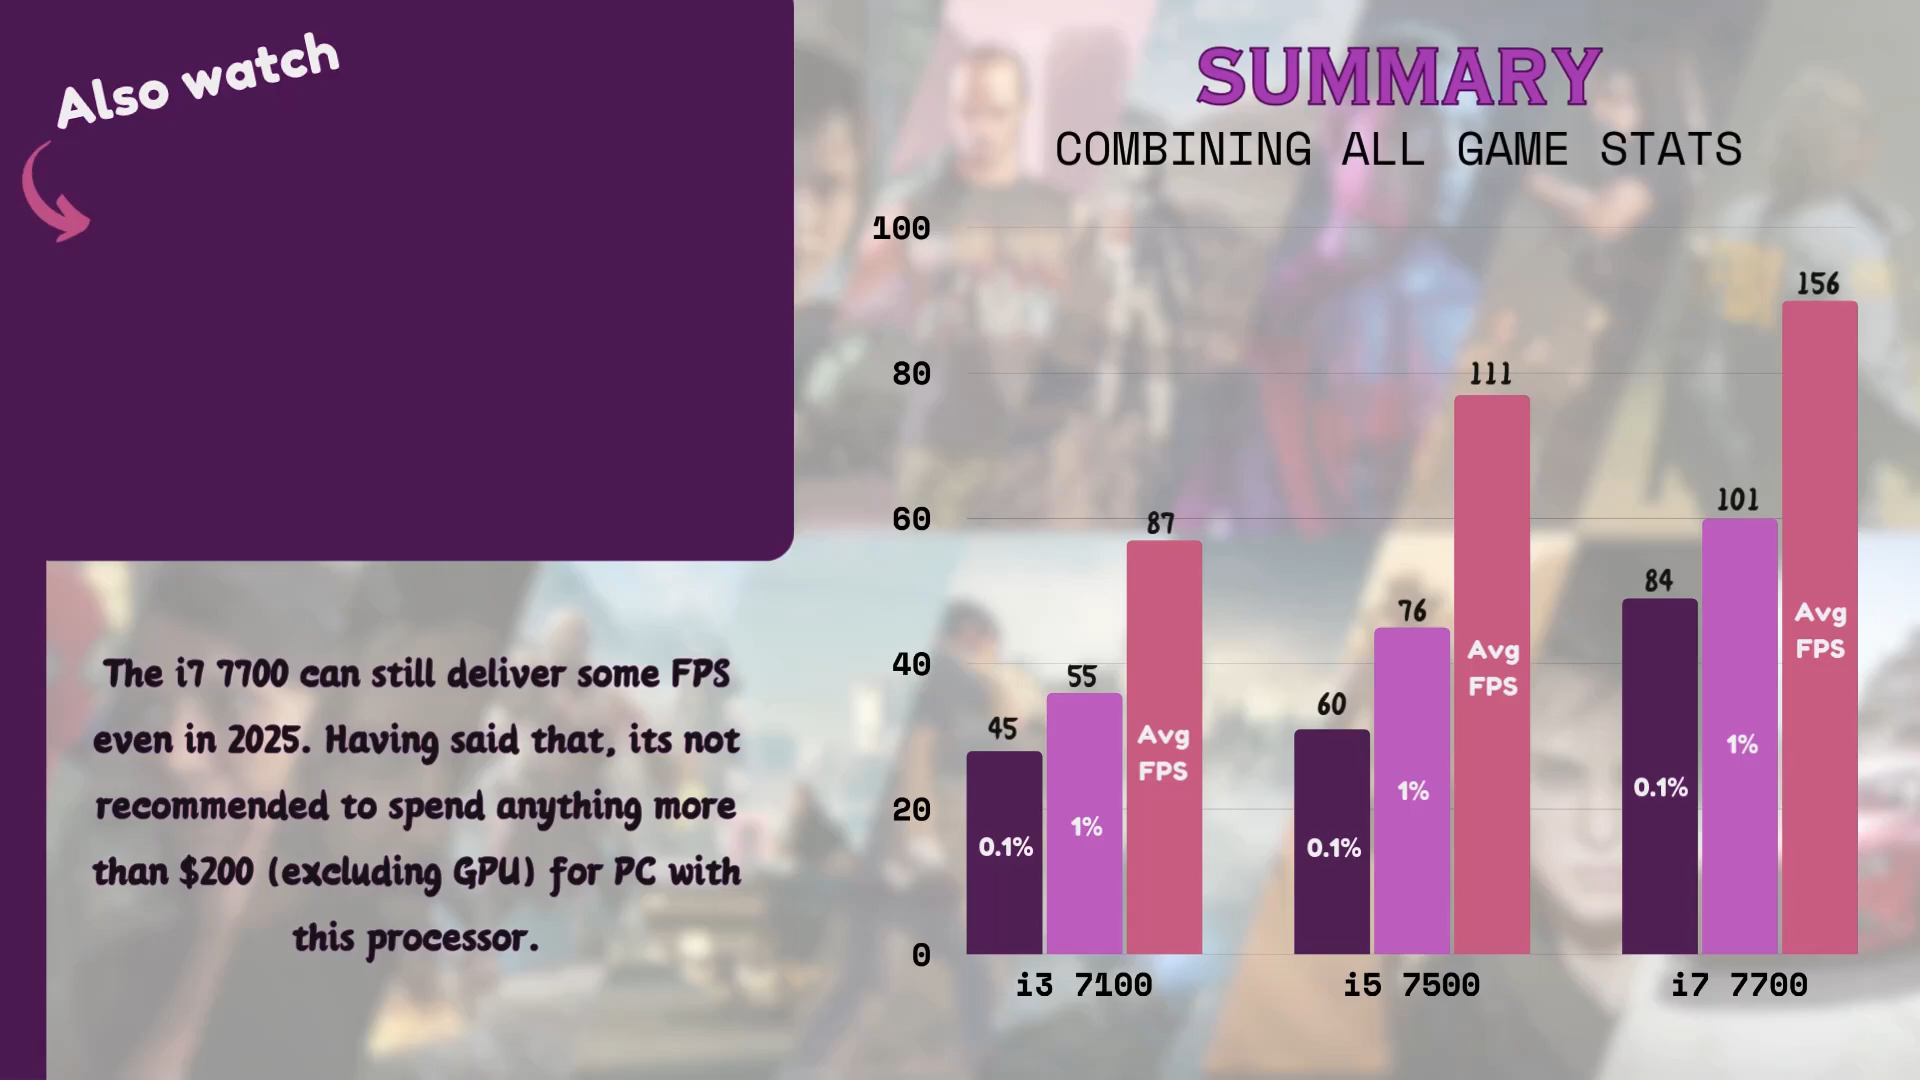 Also watch
SUMMARY
COMBINING ALL GAME STATS
100
80
60
40
20
0
45
55
87
60
76
111
84
101
156
0.1%
1%
Avg
FPS
0.1%
1%
Avg
FPS
0.1%
1%
Avg
FPS
i3 7100
i5 7500
i7 7700
The i7 7700 can still deliver some FPS
even in 2025. Having said that, its not
recommended to spend anything more
than $200 (excluding GPU) for PC with
this processor.